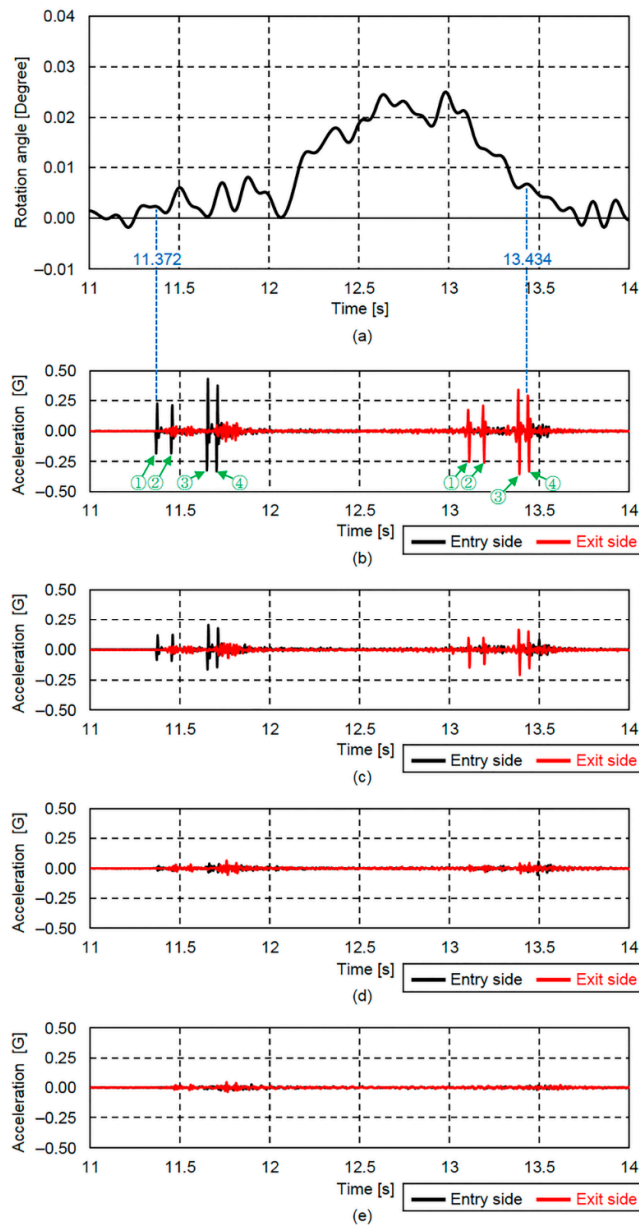 0.04
0.03
0.02
0.01
0.00
–0.01
Rotation angle [Degree]
11.372
13.434
11 11.5 12 12.5 13 13.5 14
Time [s]
(a)
0.50
0.25
0.00
–0.25
–0.50
Acceleration [G]
① ② ③ ④ ① ② ③ ④
11 11.5 12 12.5 13 13.5 14
Time [s]
Entry side Exit side
(b)
0.50
0.25
0.00
–0.25
–0.50
Acceleration [G]
11 11.5 12 12.5 13 13.5 14
Time [s]
Entry side Exit side
(c)
0.50
0.25
0.00
–0.25
–0.50
Acceleration [G]
11 11.5 12 12.5 13 13.5 14
Time [s]
Entry side Exit side
(d)
0.50
0.25
0.00
–0.25
–0.50
Acceleration [G]
11 11.5 12 12.5 13 13.5 14
Time [s]
Entry side Exit side
(e)